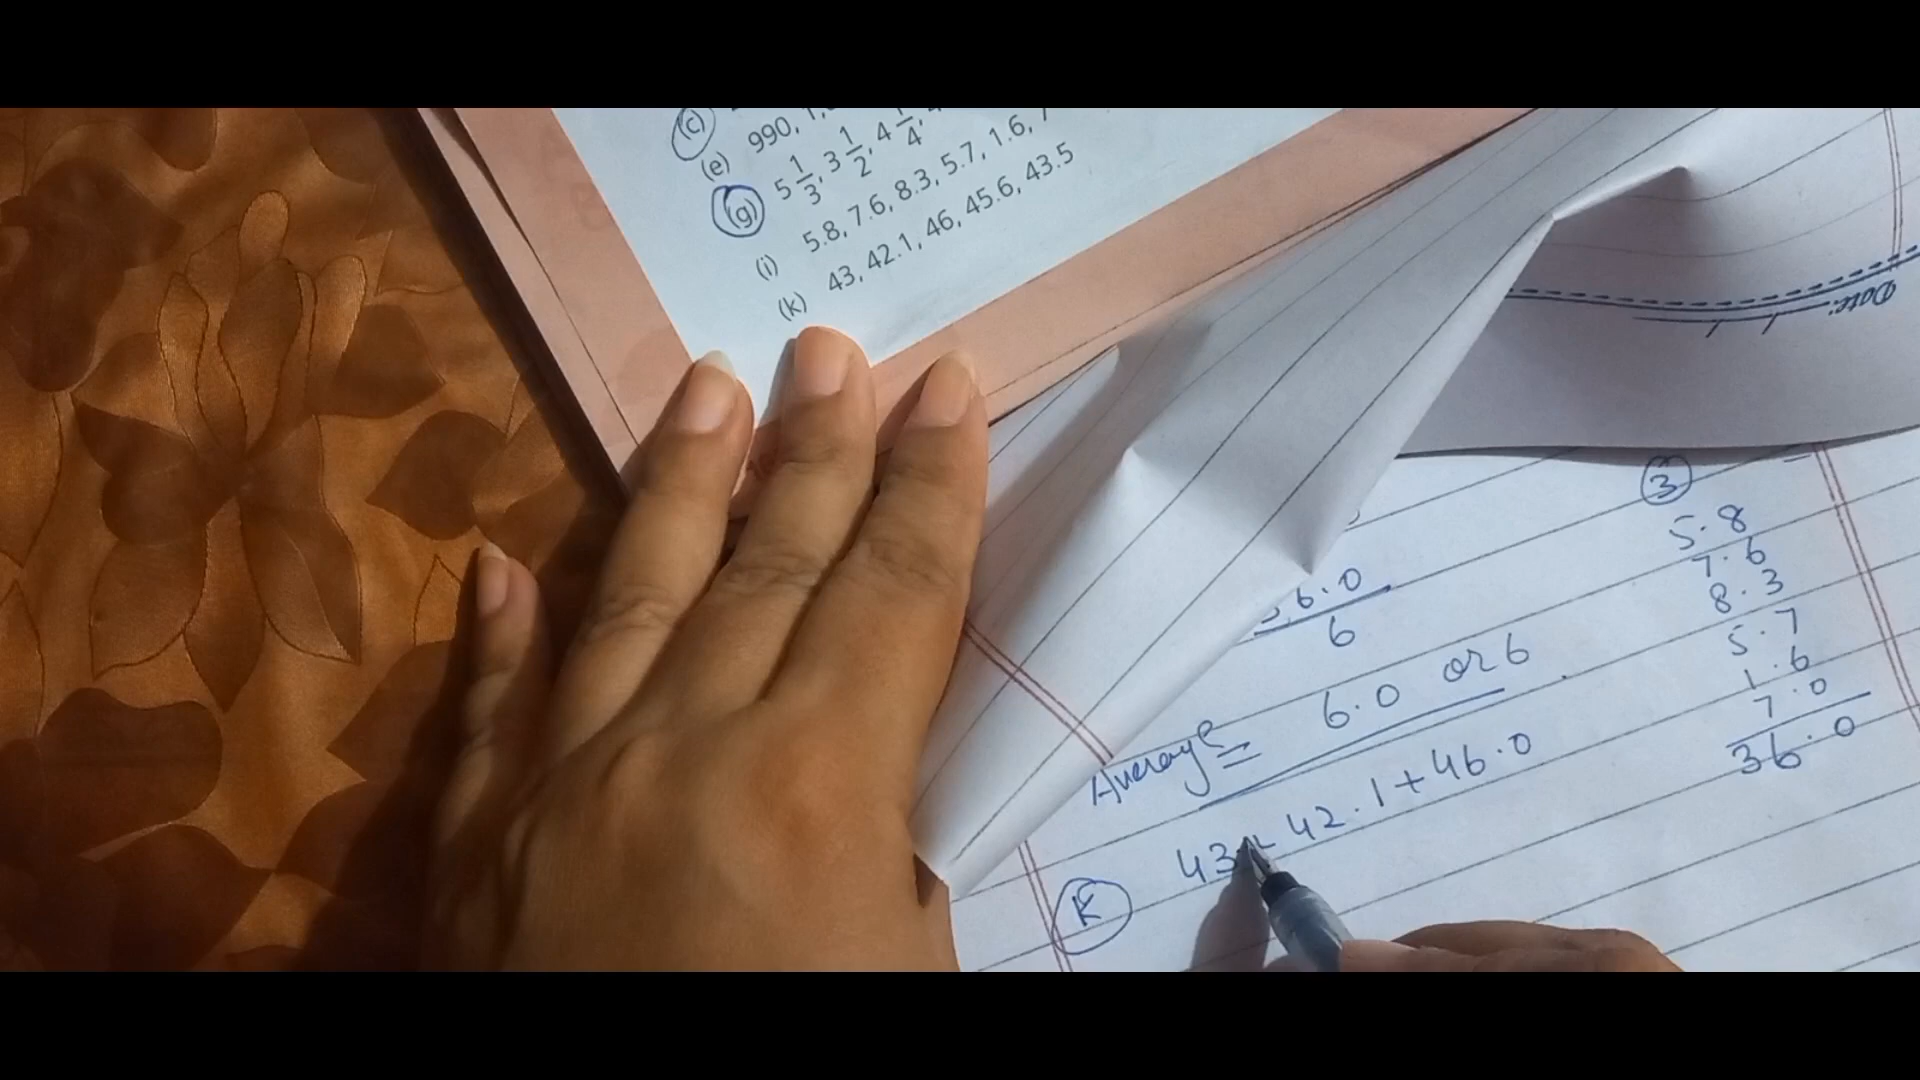 (c)
(e) 990, 1,
(g) 5 1/3, 3 1/2, 4 1/4,
(i) 5.8, 7.6, 8.3, 5.7, 1.6, 7
(k) 43, 42.1, 46, 45.6, 43.5
Date:
3
5.8
7.6
8.3
5.7
1.6
7.0
36.0
36.0
6
Average = 6.0 or 6
K 43 + 42.1 + 46.0